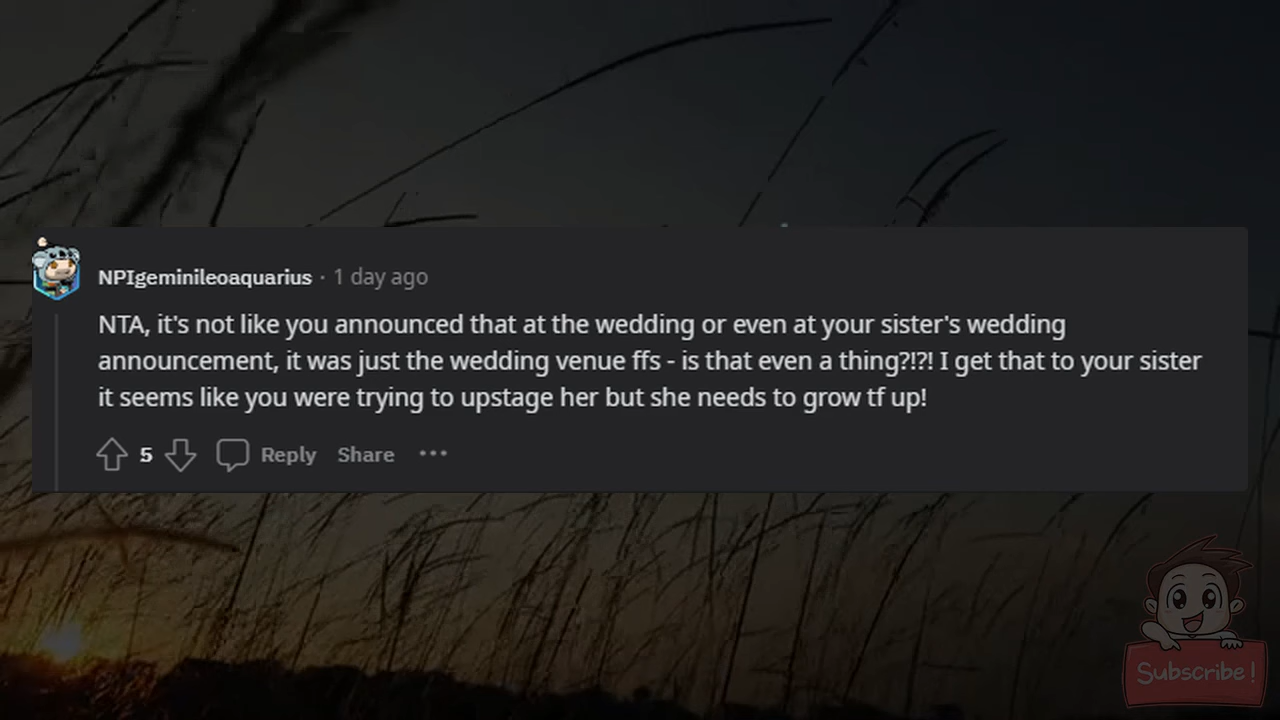 NPIgeminileoaquarius · 1 day ago
NTA, it's not like you announced that at the wedding or even at your sister's wedding
announcement, it was just the wedding venue ffs - is that even a thing?!?! I get that to your sister
it seems like you were trying to upstage her but she needs to grow tf up!
5 Reply Share ···
Subscribe!